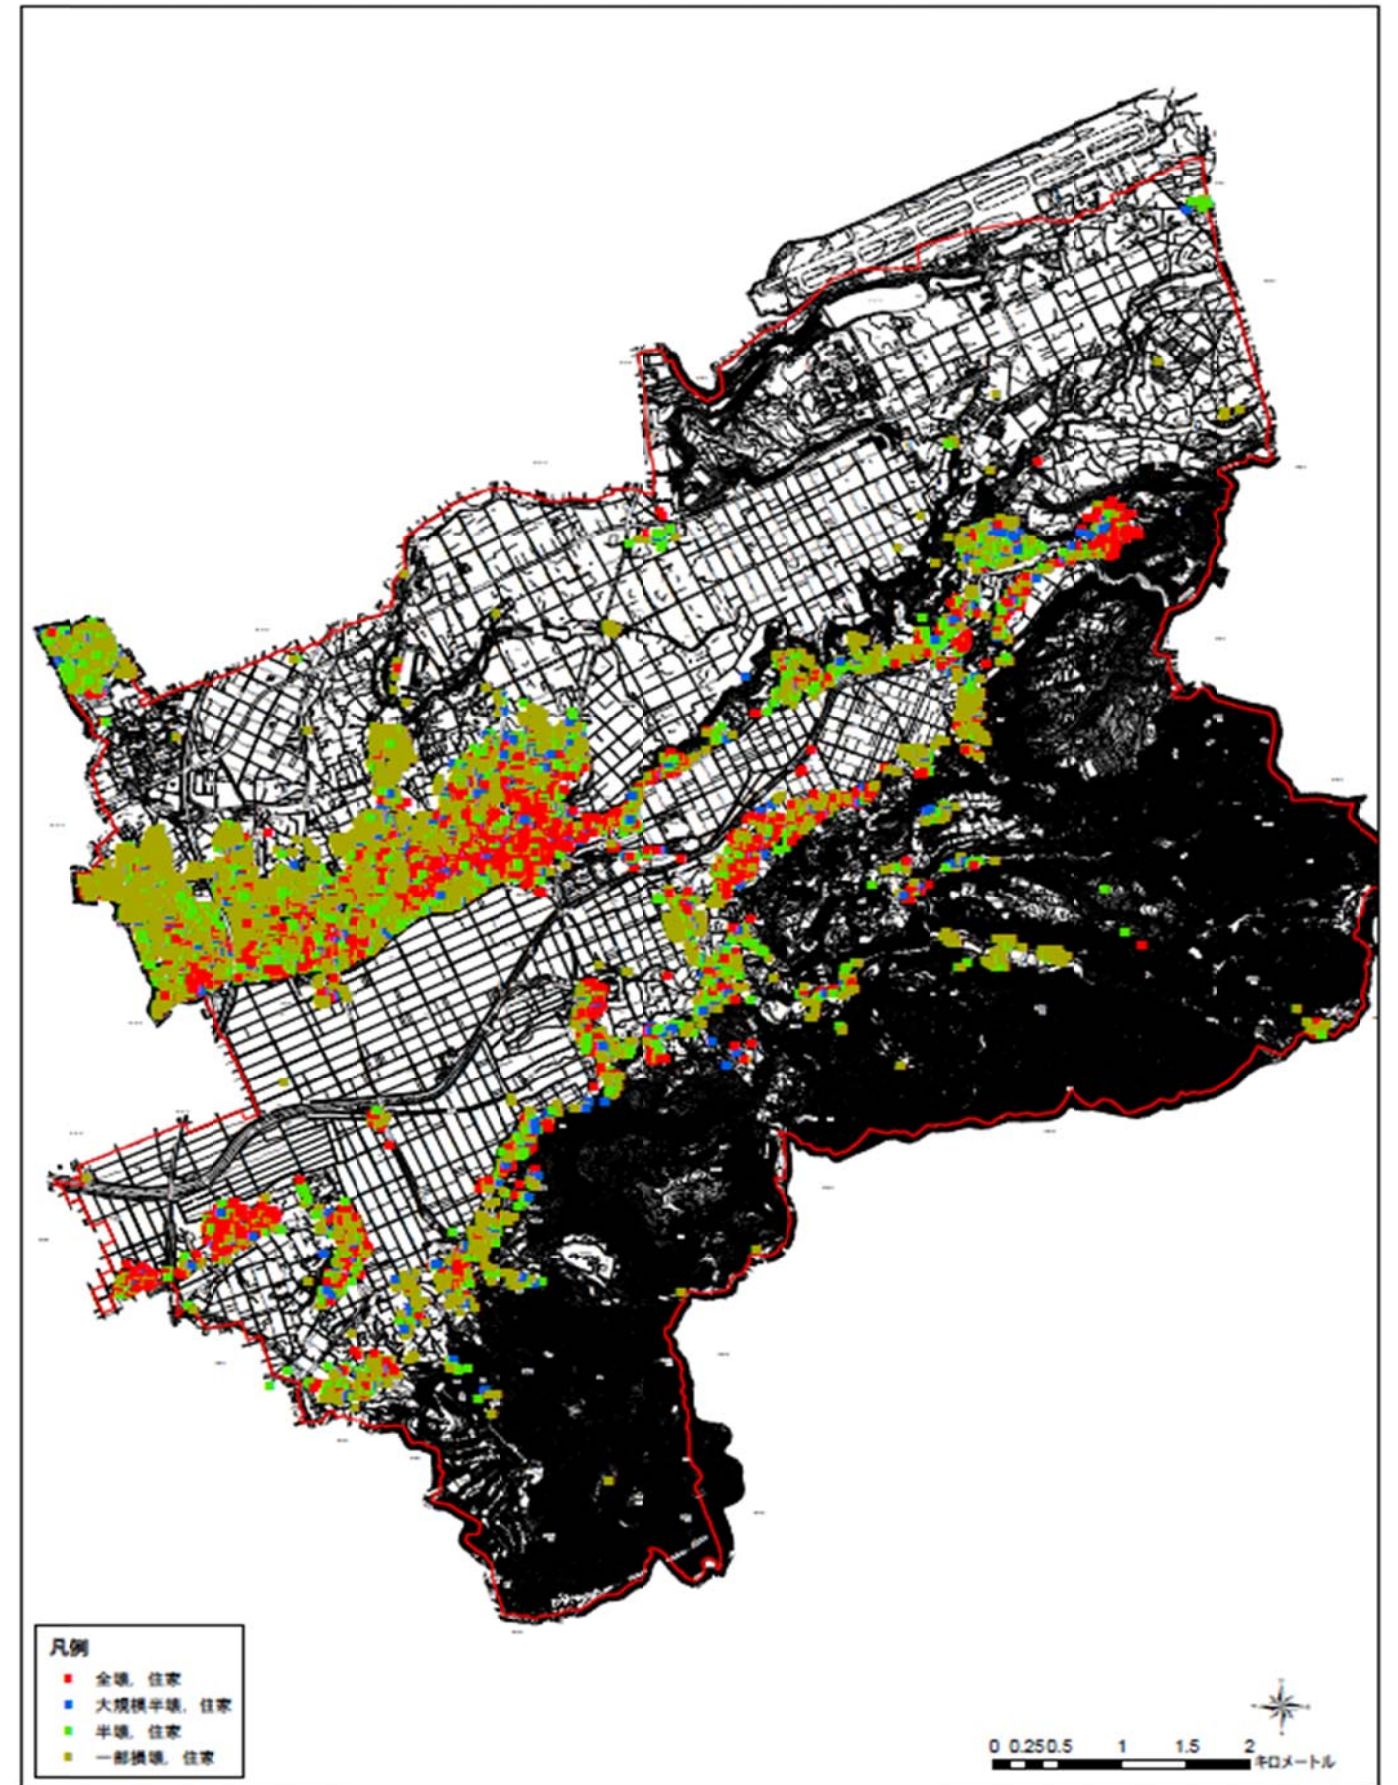 凡例
全壊, 住家
大規模半壊, 住家
半壊, 住家
一部損壊, 住家
0 0.25 0.5 1 1.5 2
キロメートル